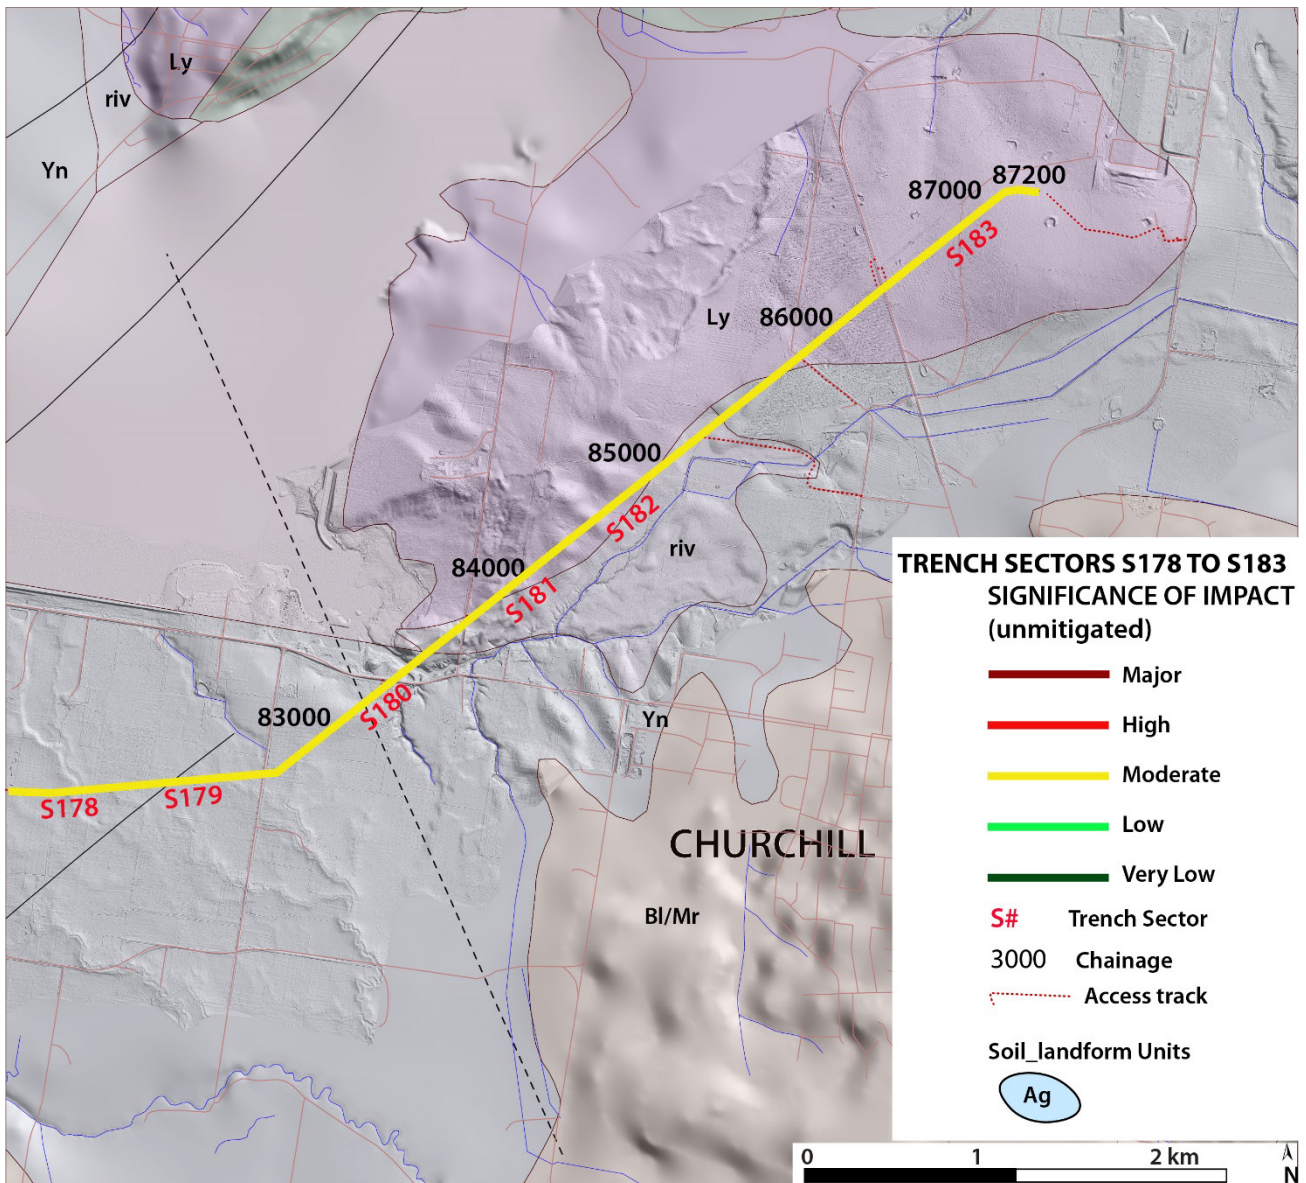 Ly
riv
Yn
87200
87000
S183
Ly
86000
85000
S182
riv
84000
S181
83000
S180
Yn
S178
S179
CHURCHILL
Bl/Mr
TRENCH SECTORS S178 TO S183
SIGNIFICANCE OF IMPACT
(unmitigated)
Major
High
Moderate
Low
Very Low
S# Trench Sector
3000 Chainage
Access track
Soil_landform Units
Ag
0 1 2 km
N